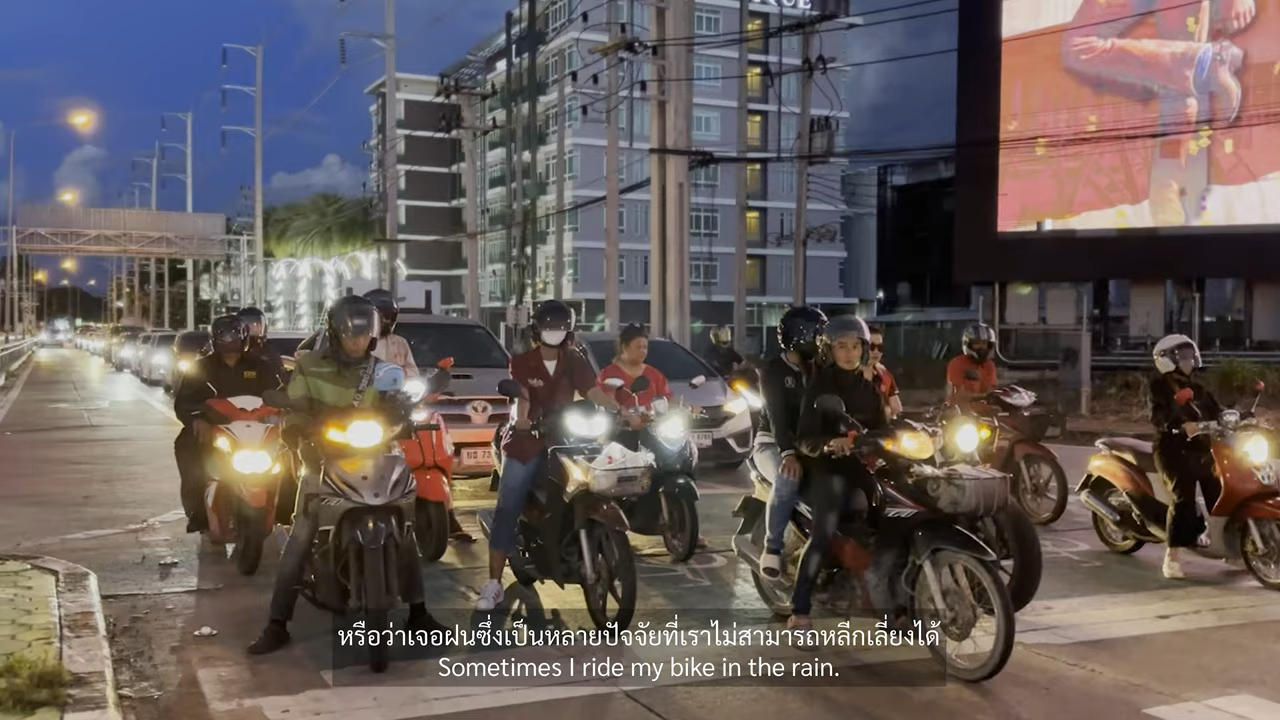 QUE
หรือว่าเจอฝนซึ่งเป็นหลายปัจจัยที่เราไม่สามารถหลีกเลี่ยงได้
Sometimes I ride my bike in the rain.